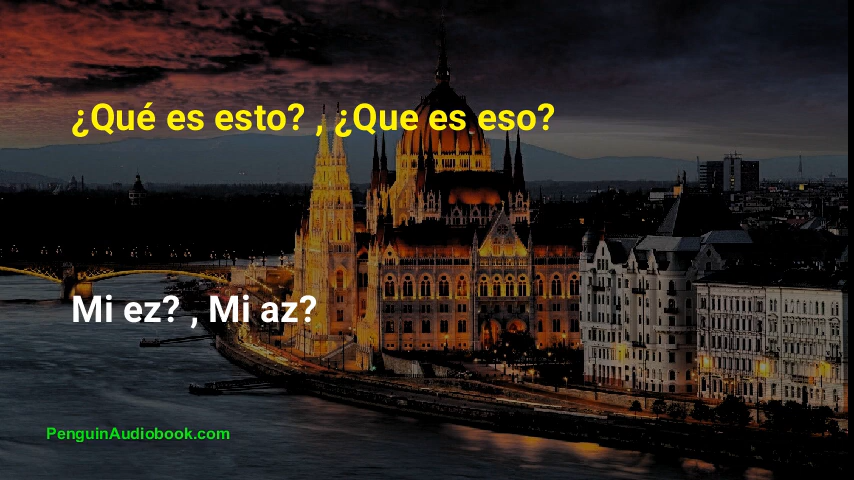 ¿Qué es esto? , ¿Que es eso?
Mi ez? , Mi az?
PenguinAudiobook.com